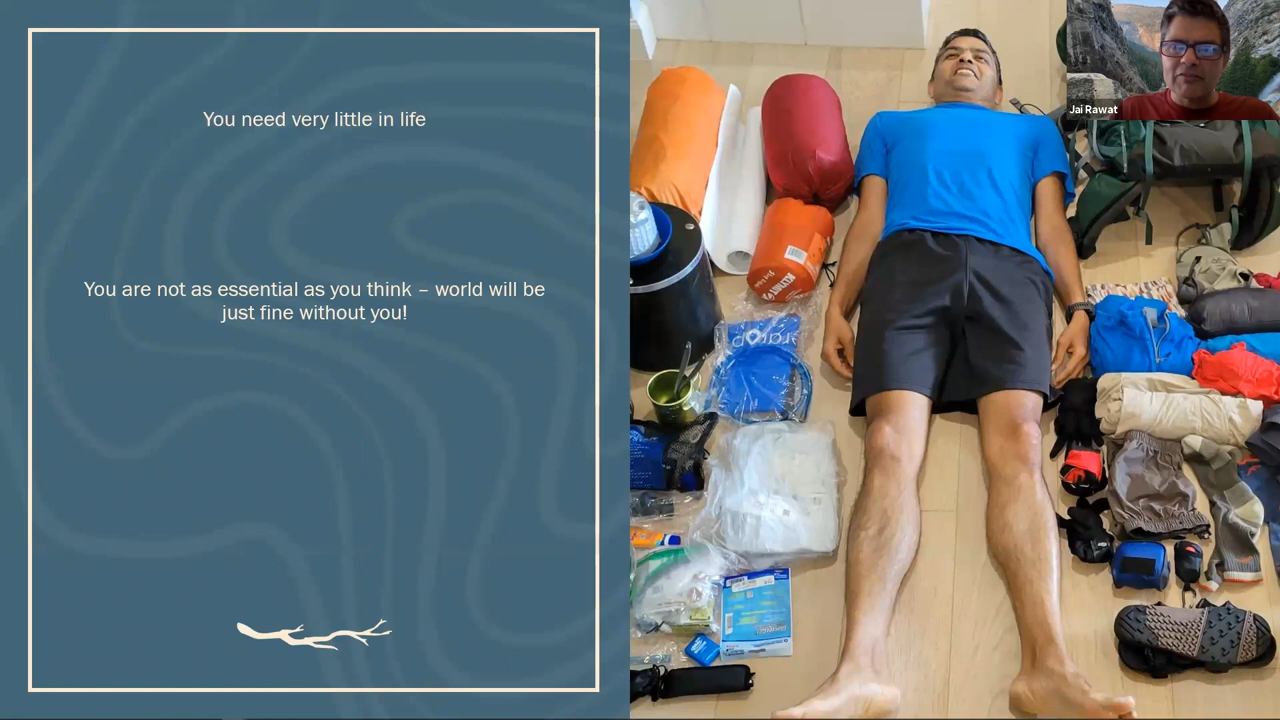 You need very little in life
You are not as essential as you think – world will be
just fine without you!
Jai Rawat
KLYMIT